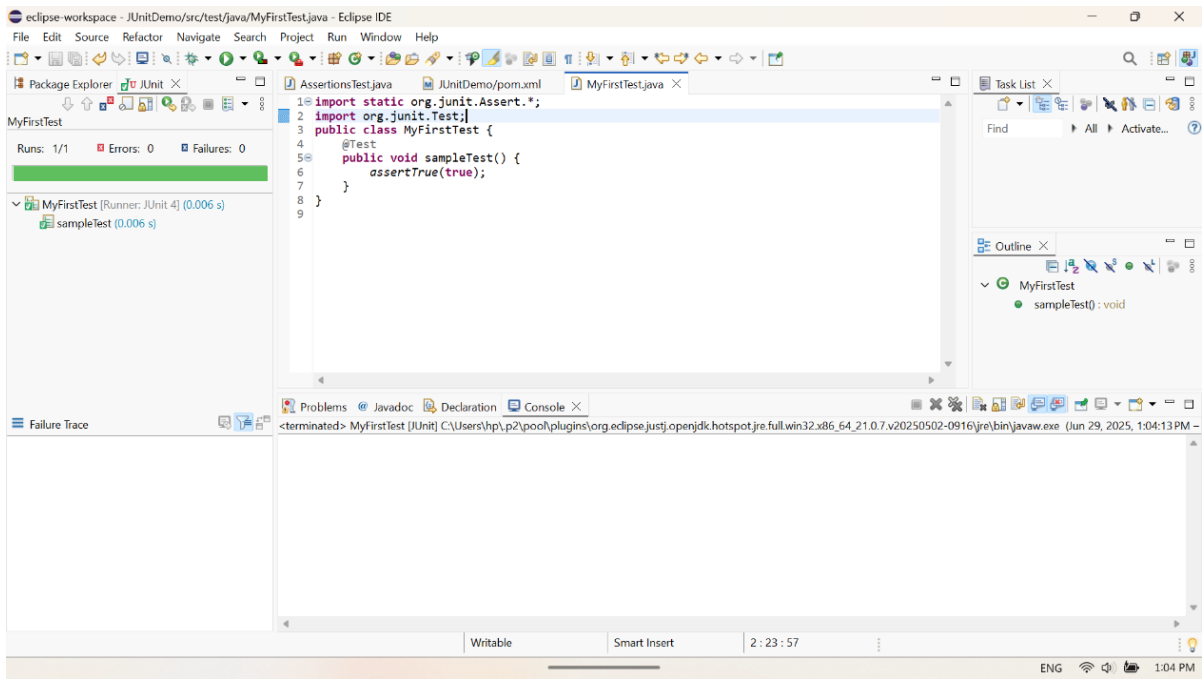 eclipse-workspace - JUnitDemo/src/test/java/MyFirstTest.java - Eclipse IDE
File Edit Source Refactor Navigate Search Project Run Window Help
Package Explorer JUnit
MyFirstTest
Runs: 1/1 Errors: 0 Failures: 0
MyFirstTest [Runner: JUnit 4] (0.006 s)
sampleTest (0.006 s)
Failure Trace
AssertionsTest.java JUnitDemo/pom.xml MyFirstTest.java
1 import static org.junit.Assert.*;
2 import org.junit.Test;
3 public class MyFirstTest {
4 @Test
5 public void sampleTest() {
6 assertTrue(true);
7 }
8 }
9
Task List
Find All Activate...
Outline
MyFirstTest
sampleTest() : void
Problems Javadoc Declaration Console
<terminated> MyFirstTest [JUnit] C:\Users\hp\.p2\pool\plugins\org.eclipse.justj.openjdk.hotspot.jre.full.win32.x86_64_21.0.7.v20250502-0916\jre\bin\javaw.exe (Jun 29, 2025, 1:04:13 PM –
Writable Smart Insert 2 : 23 : 57
ENG 1:04 PM